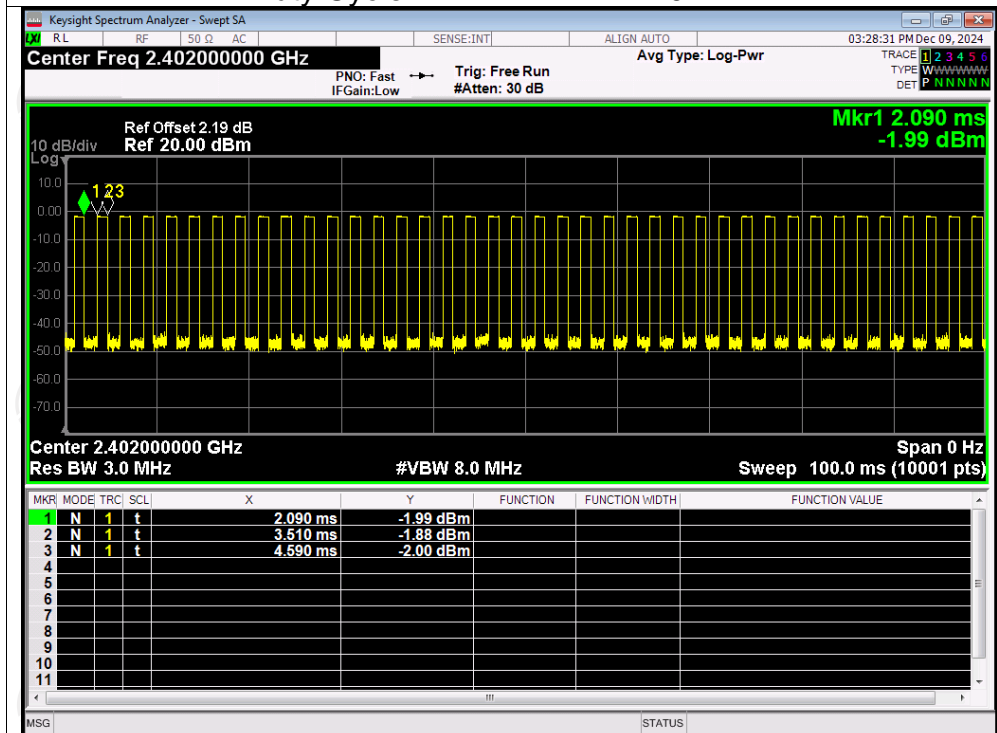 Keysight Spectrum Analyzer - Swept SA
LXI RL RF 50 Ω AC SENSE:INT ALIGN AUTO 03:28:31 PM Dec 09, 2024
Center Freq 2.402000000 GHz
PNO: Fast
IFGain:Low
Trig: Free Run
#Atten: 30 dB
Avg Type: Log-Pwr
TRACE 1 2 3 4 5 6
TYPE WWWWWW
DET P N N N N N
Mkr1 2.090 ms
-1.99 dBm
Ref Offset 2.19 dB
10 dB/div Ref 20.00 dBm
Log
10.0
0.00
-10.0
-20.0
-30.0
-40.0
-50.0
-60.0
-70.0
1 2 3
Center 2.402000000 GHz Span 0 Hz
Res BW 3.0 MHz #VBW 8.0 MHz Sweep 100.0 ms (10001 pts)
MKR MODE TRC SCL X Y FUNCTION FUNCTION WIDTH FUNCTION VALUE
1 N 1 t 2.090 ms -1.99 dBm
2 N 1 t 3.510 ms -1.88 dBm
3 N 1 t 4.590 ms -2.00 dBm
4
5
6
7
8
9
10
11
MSG STATUS